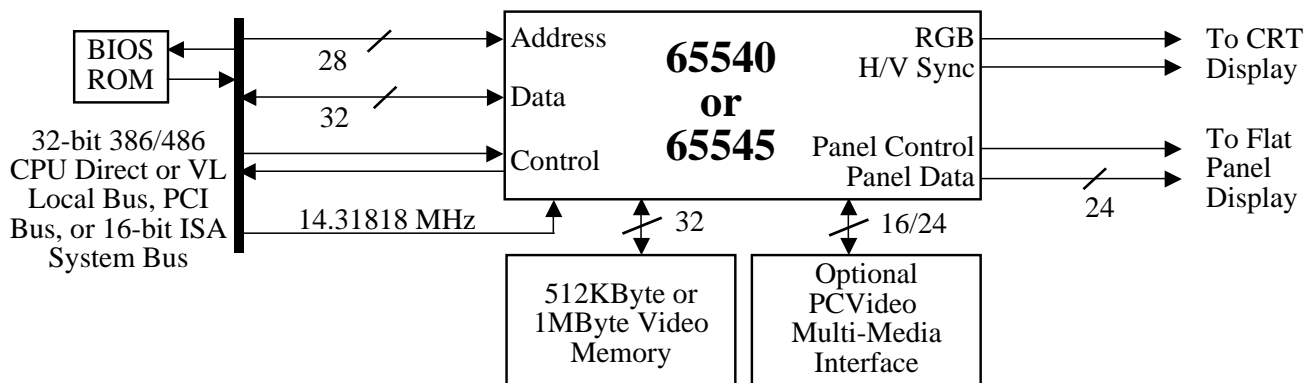 BIOS
ROM
32-bit 386/486
CPU Direct or VL
Local Bus, PCI
Bus, or 16-bit ISA
System Bus
28
32
14.31818 MHz
Address
Data
Control
65540
or
65545
RGB
H/V Sync
Panel Control
Panel Data
To CRT
Display
To Flat
Panel
Display
24
32
16/24
512KByte or
1MByte Video
Memory
Optional
PCVideo
Multi-Media
Interface